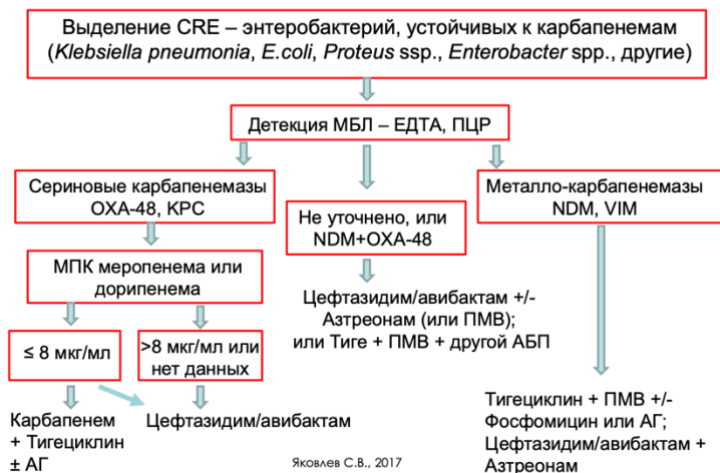 Выделение CRE – энтеробактерий, устойчивых к карбапенемам
(Klebsiella pneumonia, E.coli, Proteus ssp., Enterobacter spp., другие)
Детекция МБЛ – ЕДТА, ПЦР
Сериновые карбапенемазы
OXA-48, KPC
Не уточнено, или
NDM+OXA-48
Металло-карбапенемазы
NDM, VIM
МПК меропенема или
дорипенема
Цефтазидим/авибактам +/-
Азтреонам (или ПМВ);
или Тиге + ПМВ + другой АБП
≤ 8 мкг/мл
>8 мкг/мл или
нет данных
Карбапенем
+ Тигециклин
± АГ
Цефтазидим/авибактам
Тигециклин + ПМВ +/-
Фосфомицин или АГ;
Цефтазидим/авибактам +
Азтреонам
Яковлев С.В., 2017